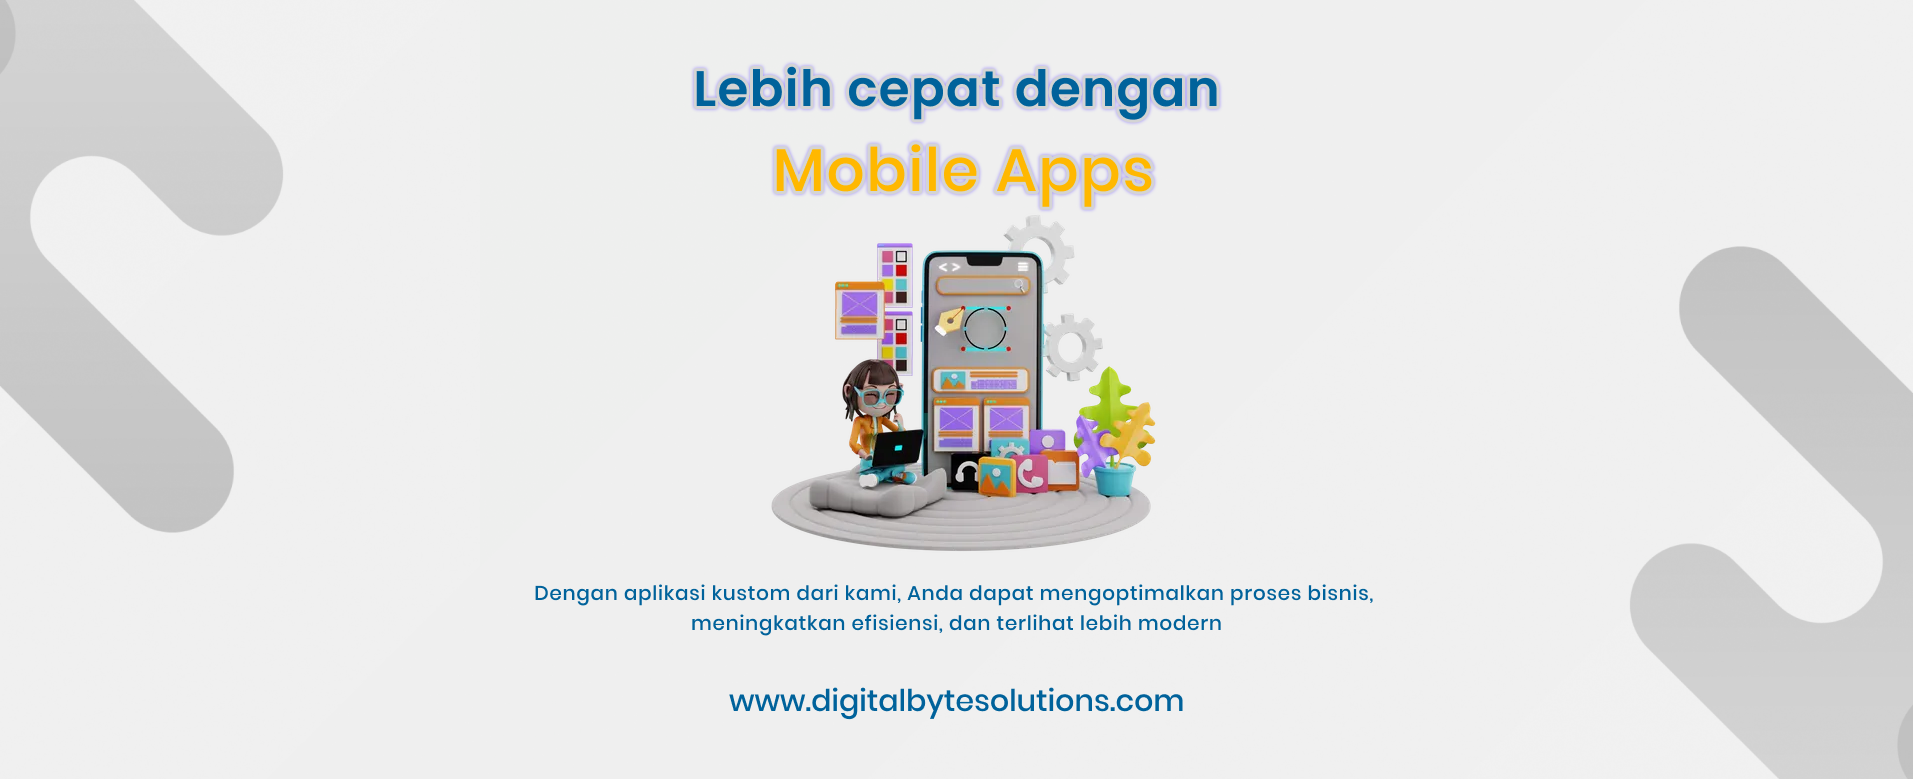 Lebih cepat dengan
Mobile Apps
Dengan aplikasi kustom dari kami, Anda dapat mengoptimalkan proses bisnis,
meningkatkan efisiensi, dan terlihat lebih modern
www.digitalbytesolutions.com